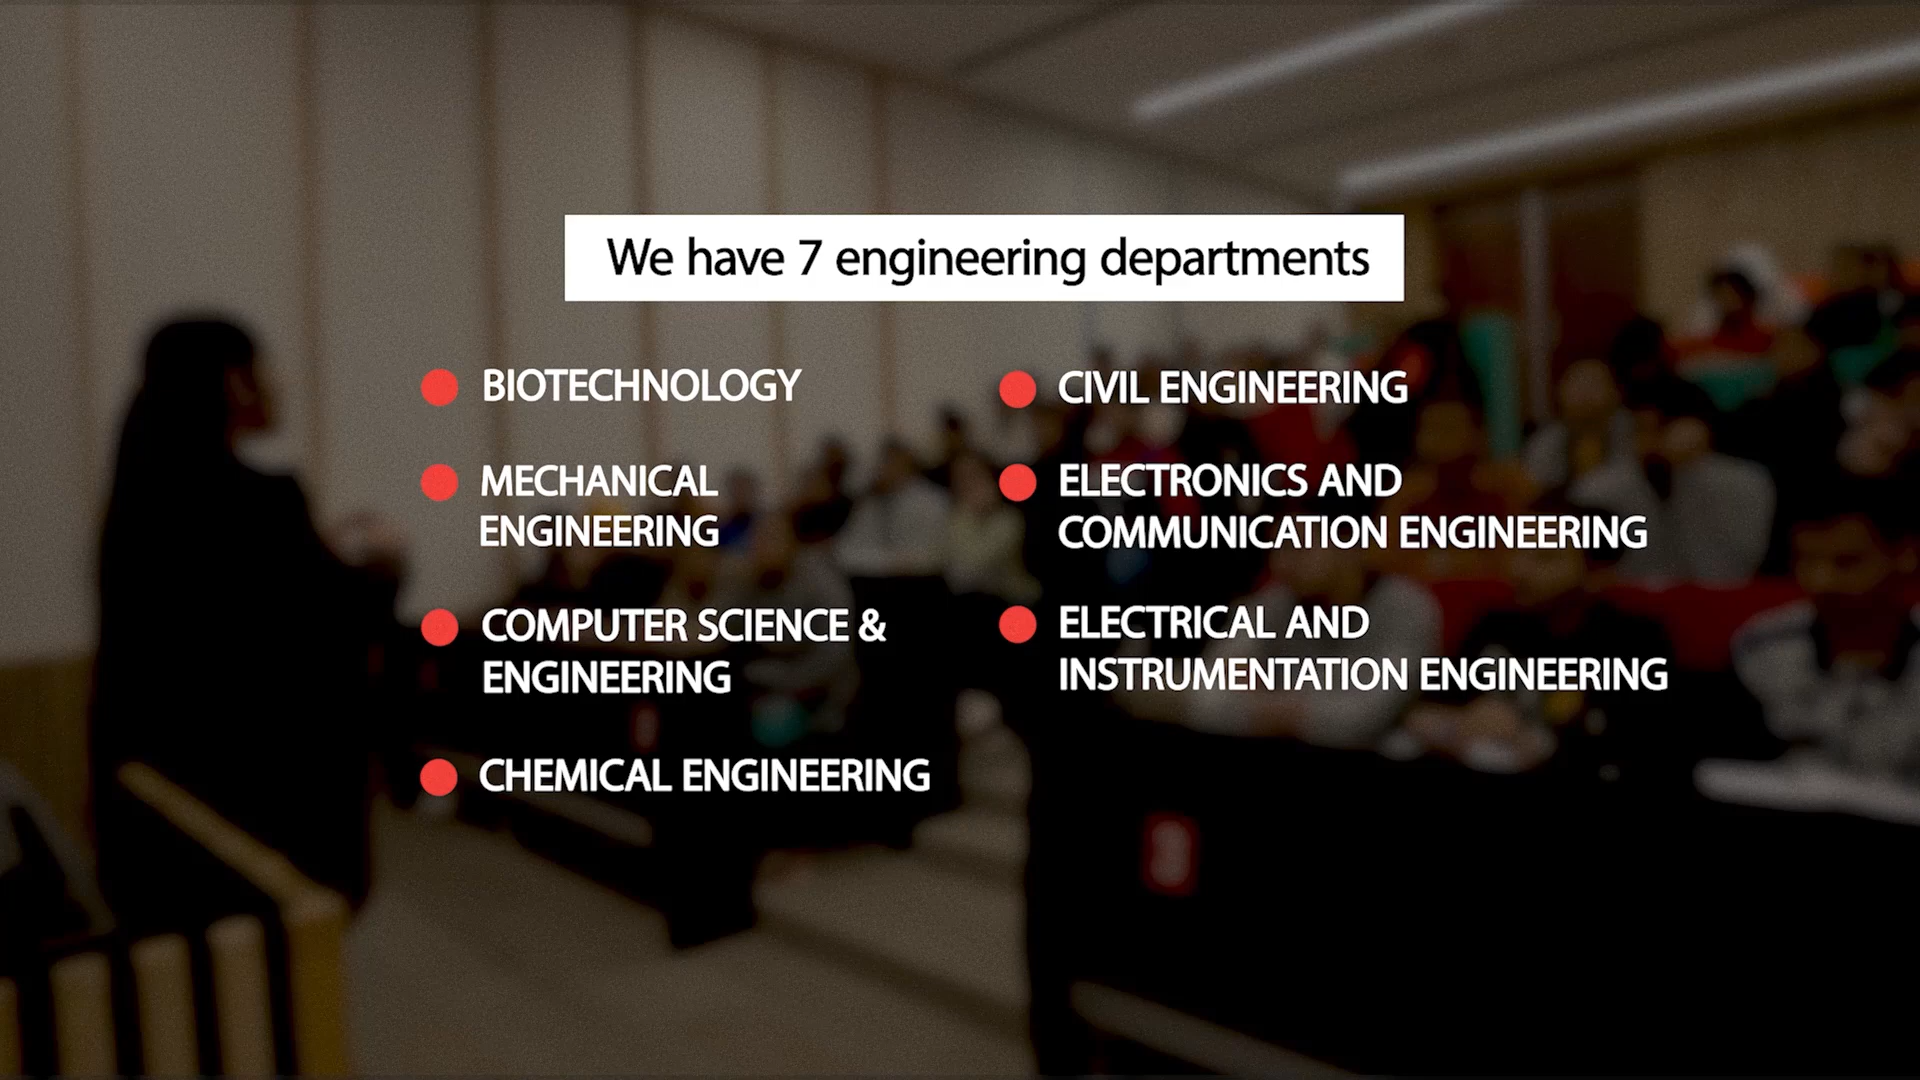 We have 7 engineering departments
BIOTECHNOLOGY
MECHANICAL
ENGINEERING
COMPUTER SCIENCE &
ENGINEERING
CHEMICAL ENGINEERING
CIVIL ENGINEERING
ELECTRONICS AND
COMMUNICATION ENGINEERING
ELECTRICAL AND
INSTRUMENTATION ENGINEERING